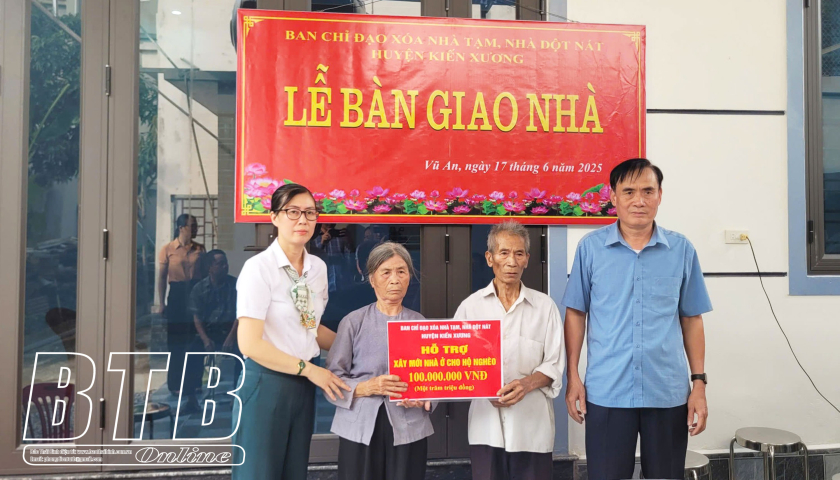 BAN CHỈ ĐẠO XÓA NHÀ TẠM, NHÀ DỘT NÁT
HUYỆN KIẾN XƯƠNG
LỄ BÀN GIAO NHÀ
Vũ An, ngày 17 tháng 6 năm 2025
BAN CHỈ ĐẠO XÓA NHÀ TẠM, NHÀ DỘT NÁT
HUYỆN KIẾN XƯƠNG
HỖ TRỢ
XÂY MỚI NHÀ Ở CHO HỘ NGHÈO
100.000.000 VNĐ
(Một trăm triệu đồng)
BTB
Online